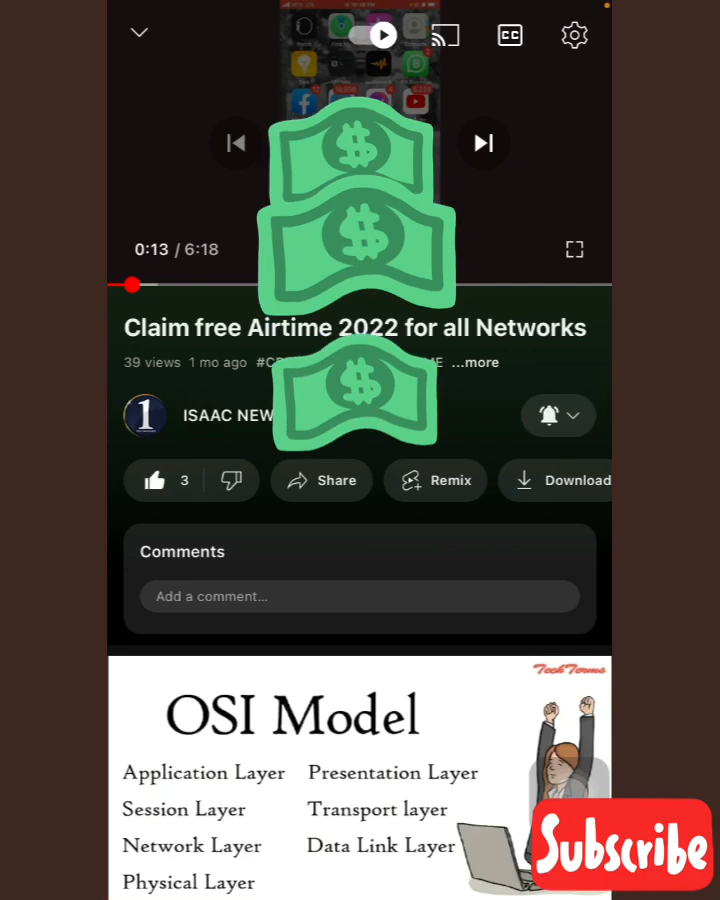 CC
0:13 / 6:18
Claim free Airtime 2022 for all Networks
39 views 1 mo ago ...more
1 ISAAC NEW
3 Share Remix Download
Comments
Add a comment...
TechTerms
OSI Model
Application Layer Presentation Layer
Session Layer Transport layer
Network Layer Data Link Layer
Physical Layer
Subscribe